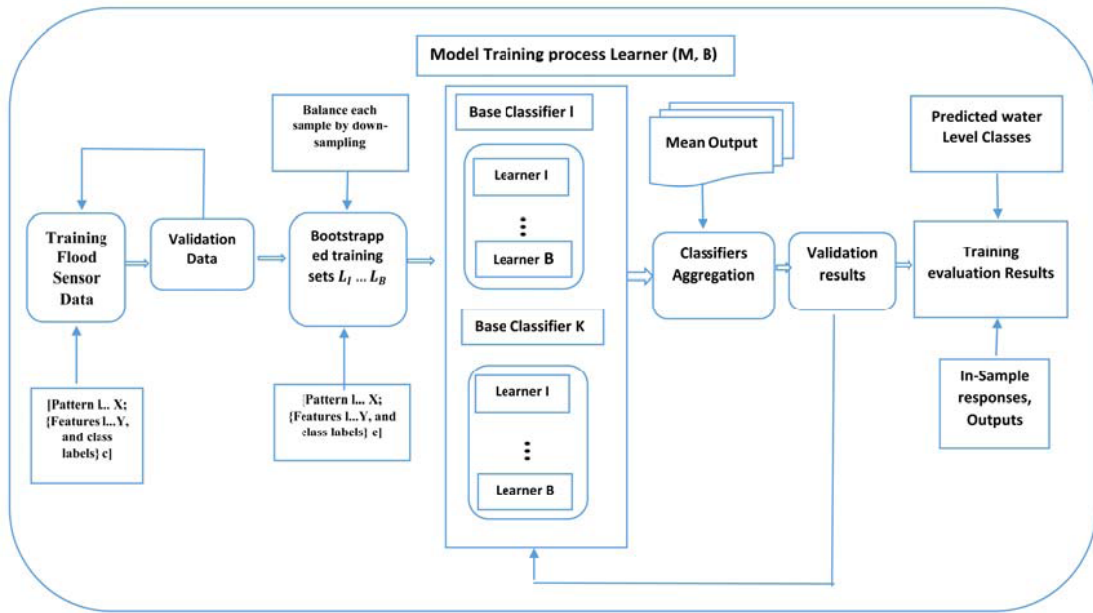 Model Training process Learner (M, B)
Balance each
sample by down-
sampling
Base Classifier I
Learner I
...
Learner B
Mean Output
Predicted water
Level Classes
Training
Flood
Sensor
Data
Validation
Data
Bootstrapp
ed training
sets L_I ... L_B
Classifiers
Aggregation
Validation
results
Training
evaluation Results
Base Classifier K
Learner I
...
Learner B
[Pattern I... X;
{Features I...Y,
and class
labels} c]
[Pattern I... X;
{Features I...Y, and
class labels} c]
In-Sample
responses,
Outputs